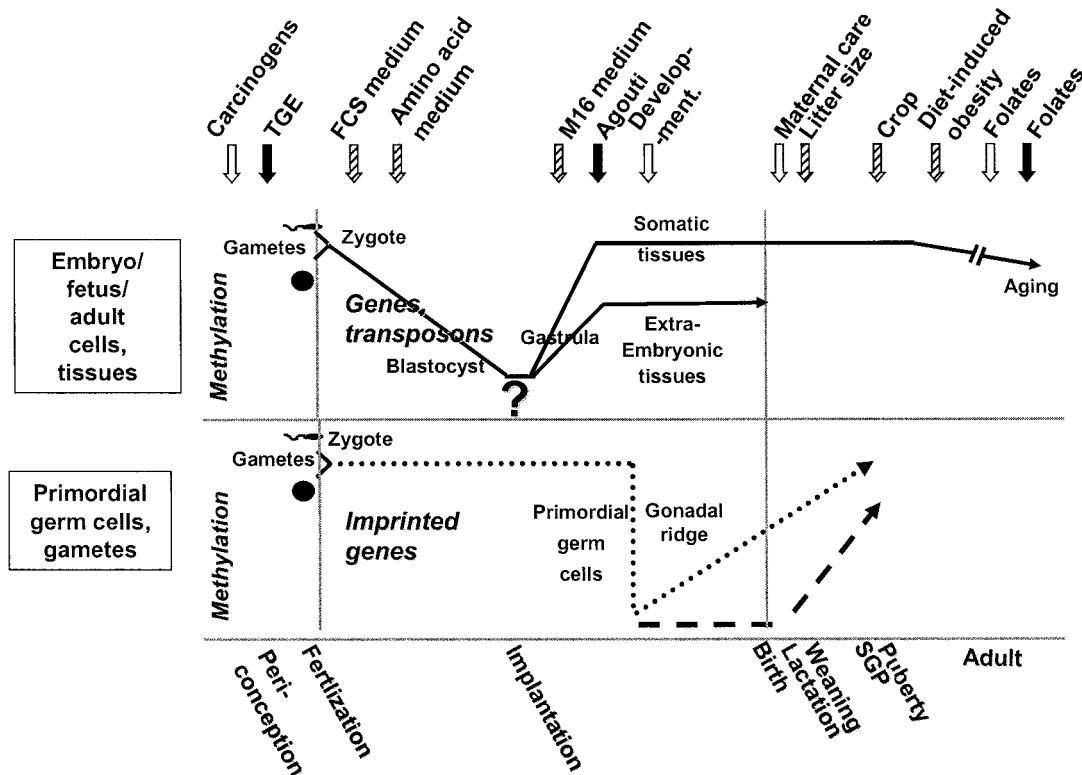 Carcinogens
TGE
FCS medium
Amino acid
medium
M16 medium
Agouti
Develop-
-ment.
Maternal care
Litter size
Crop
Diet-induced
obesity
Folates
Folates
Embryo/
fetus/
adult
cells,
tissues
Methylation
Gametes
Zygote
Genes,
transposons
Blastocyst
?
Gastrula
Somatic
tissues
Extra-
Embryonic
tissues
Aging
Primordial
germ cells,
gametes
Methylation
Gametes
Zygote
Imprinted
genes
Primordial
germ
cells
Gonadal
ridge
Peri-
conception
Fertlization
Implantation
Birth
Lactation
Weaning
SGP
Puberty
Adult